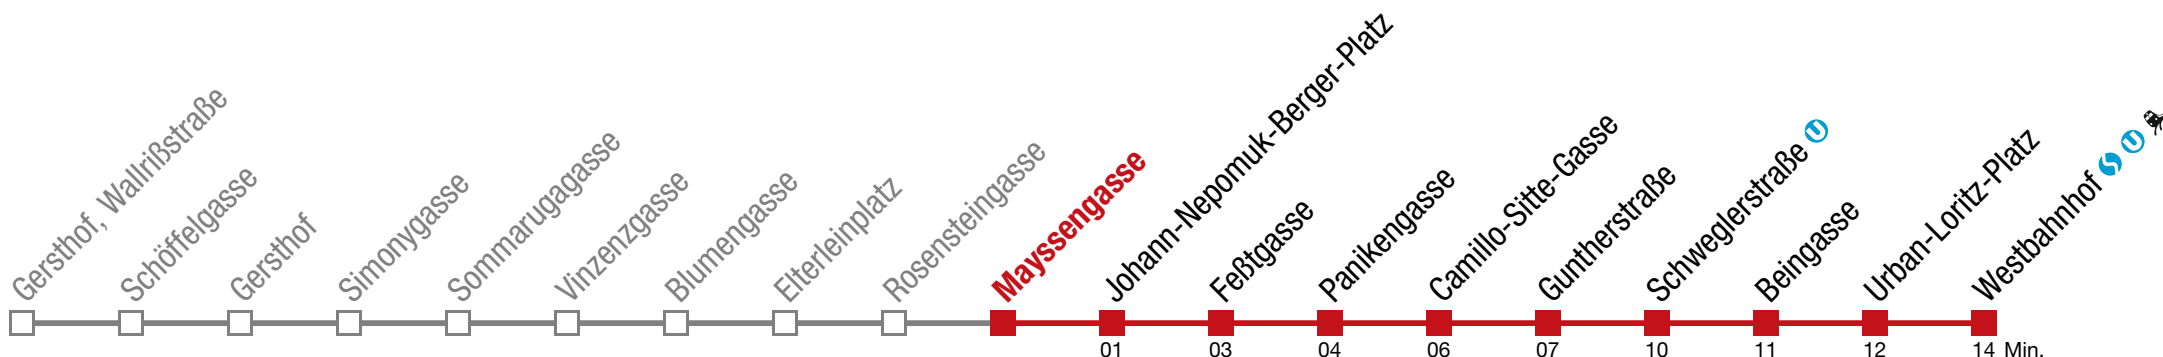 Gersthof, Wallrißstraße
Schöffelgasse
Gersthof
Simonygasse
Sommarugagasse
Vinzenzgasse
Blumengasse
Elterleinplatz
Rosensteingasse
Mayssengasse
Johann-Nepomuk-Berger-Platz
Feßtgasse
Panikengasse
Camillo-Sitte-Gasse
Guntherstraße
Schweglerstraße U
Beingasse
Urban-Loritz-Platz
Westbahnhof S U
01 03 04 06 07 10 11 12 14 Min.